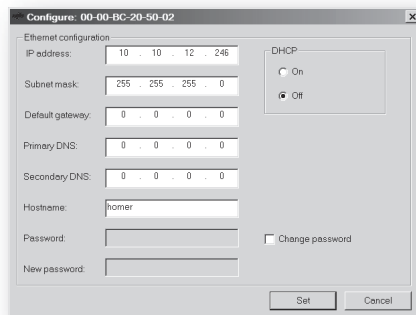 Configure: 00-00-BC-20-50-02
Ethernet configuration
IP address: 10 . 10 . 12 . 246
DHCP
On
Off
Subnet mask: 255 . 255 . 255 . 0
Default gateway: 0 . 0 . 0 . 0
Primary DNS: 0 . 0 . 0 . 0
Secondary DNS: 0 . 0 . 0 . 0
Hostname: homer
Password:
Change password
New password:
Set
Cancel